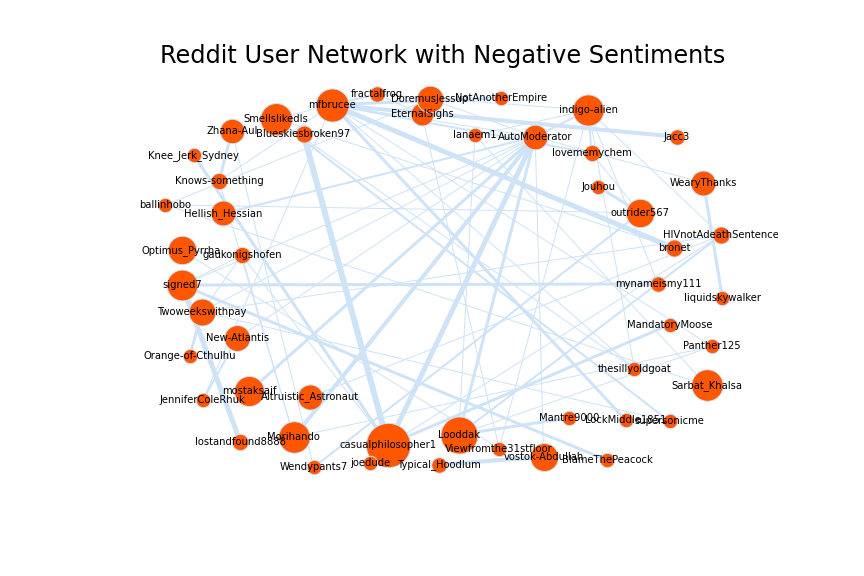 Reddit User Network with Negative Sentiments
fractalfrog
DoremusJessup
NotAnotherEmpire
mfbrucee
EternalSighs
indigo-alien
Smellslikedls
Zhana-Aul
Blueskiesbroken97
lanaem1
AutoModerator
Jacc3
Knee_Jerk_Sydney
lovememychem
Knows-something
Jouhou
WearyThanks
ballinhobo
Hellish_Hessian
outrider567
HIVnotAdeathSentence
Optimus_Pyrrha
gaukonigshofen
bronet
signed7
mynameismy111
liquidskywalker
Twoweekswithpay
MandatoryMoose
New-Atlantis
Panther125
Orange-of-Cthulhu
thesillyoldgoat
mostaksaif
Altruistic_Astronaut
Sarbat_Khalsa
JenniferColeRhuk
Mantre9000
LockMiddle1851
supersonicme
lostandfound8888
Morihando
casualphilosopher1
Looddak
Viewfromthe31stfloor
vostok-Abdullah
BlameThePeacock
Wendypants7
joecude
Typical_Hoodlum